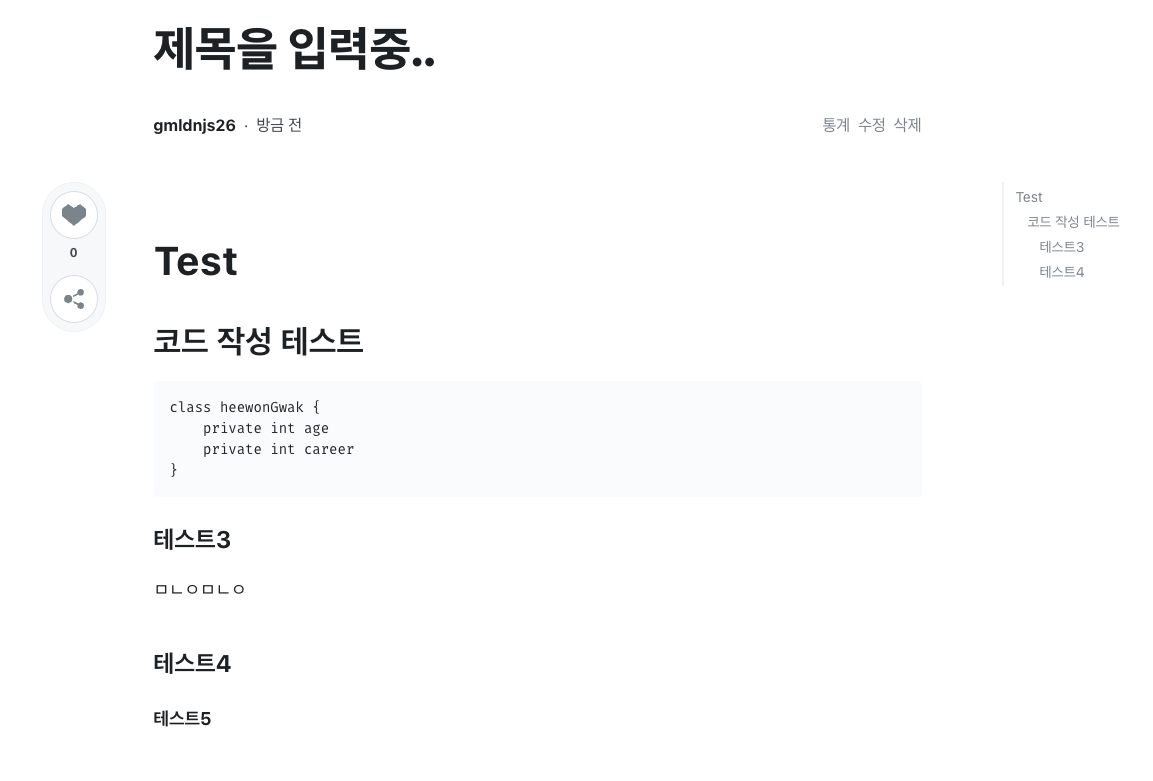 제목을 입력중..
gmldnjs26 · 방금 전
통계 수정 삭제
0
Test
코드 작성 테스트
테스트3
테스트4
Test
코드 작성 테스트
class heewonGwak {
    private int age
    private int career
}
테스트3
ㅁㄴㅇㅁㄴㅇ
테스트4
테스트5